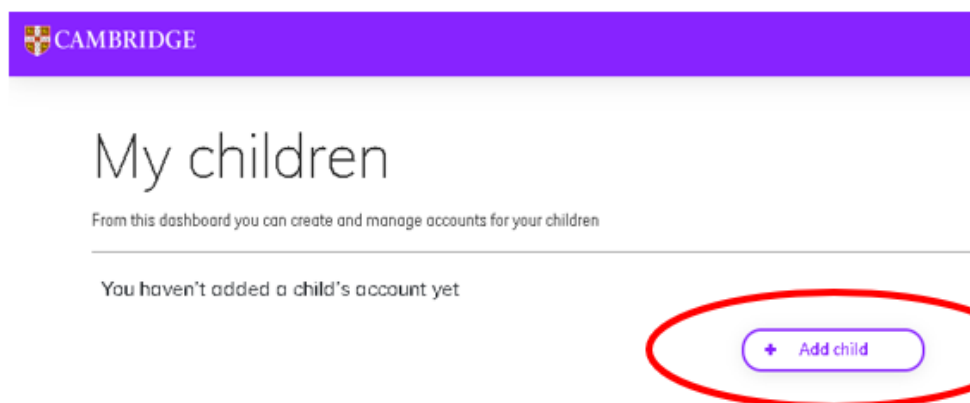 CAMBRIDGE
My children
From this dashboard you can create and manage accounts for your children
You haven't added a child's account yet
+ Add child